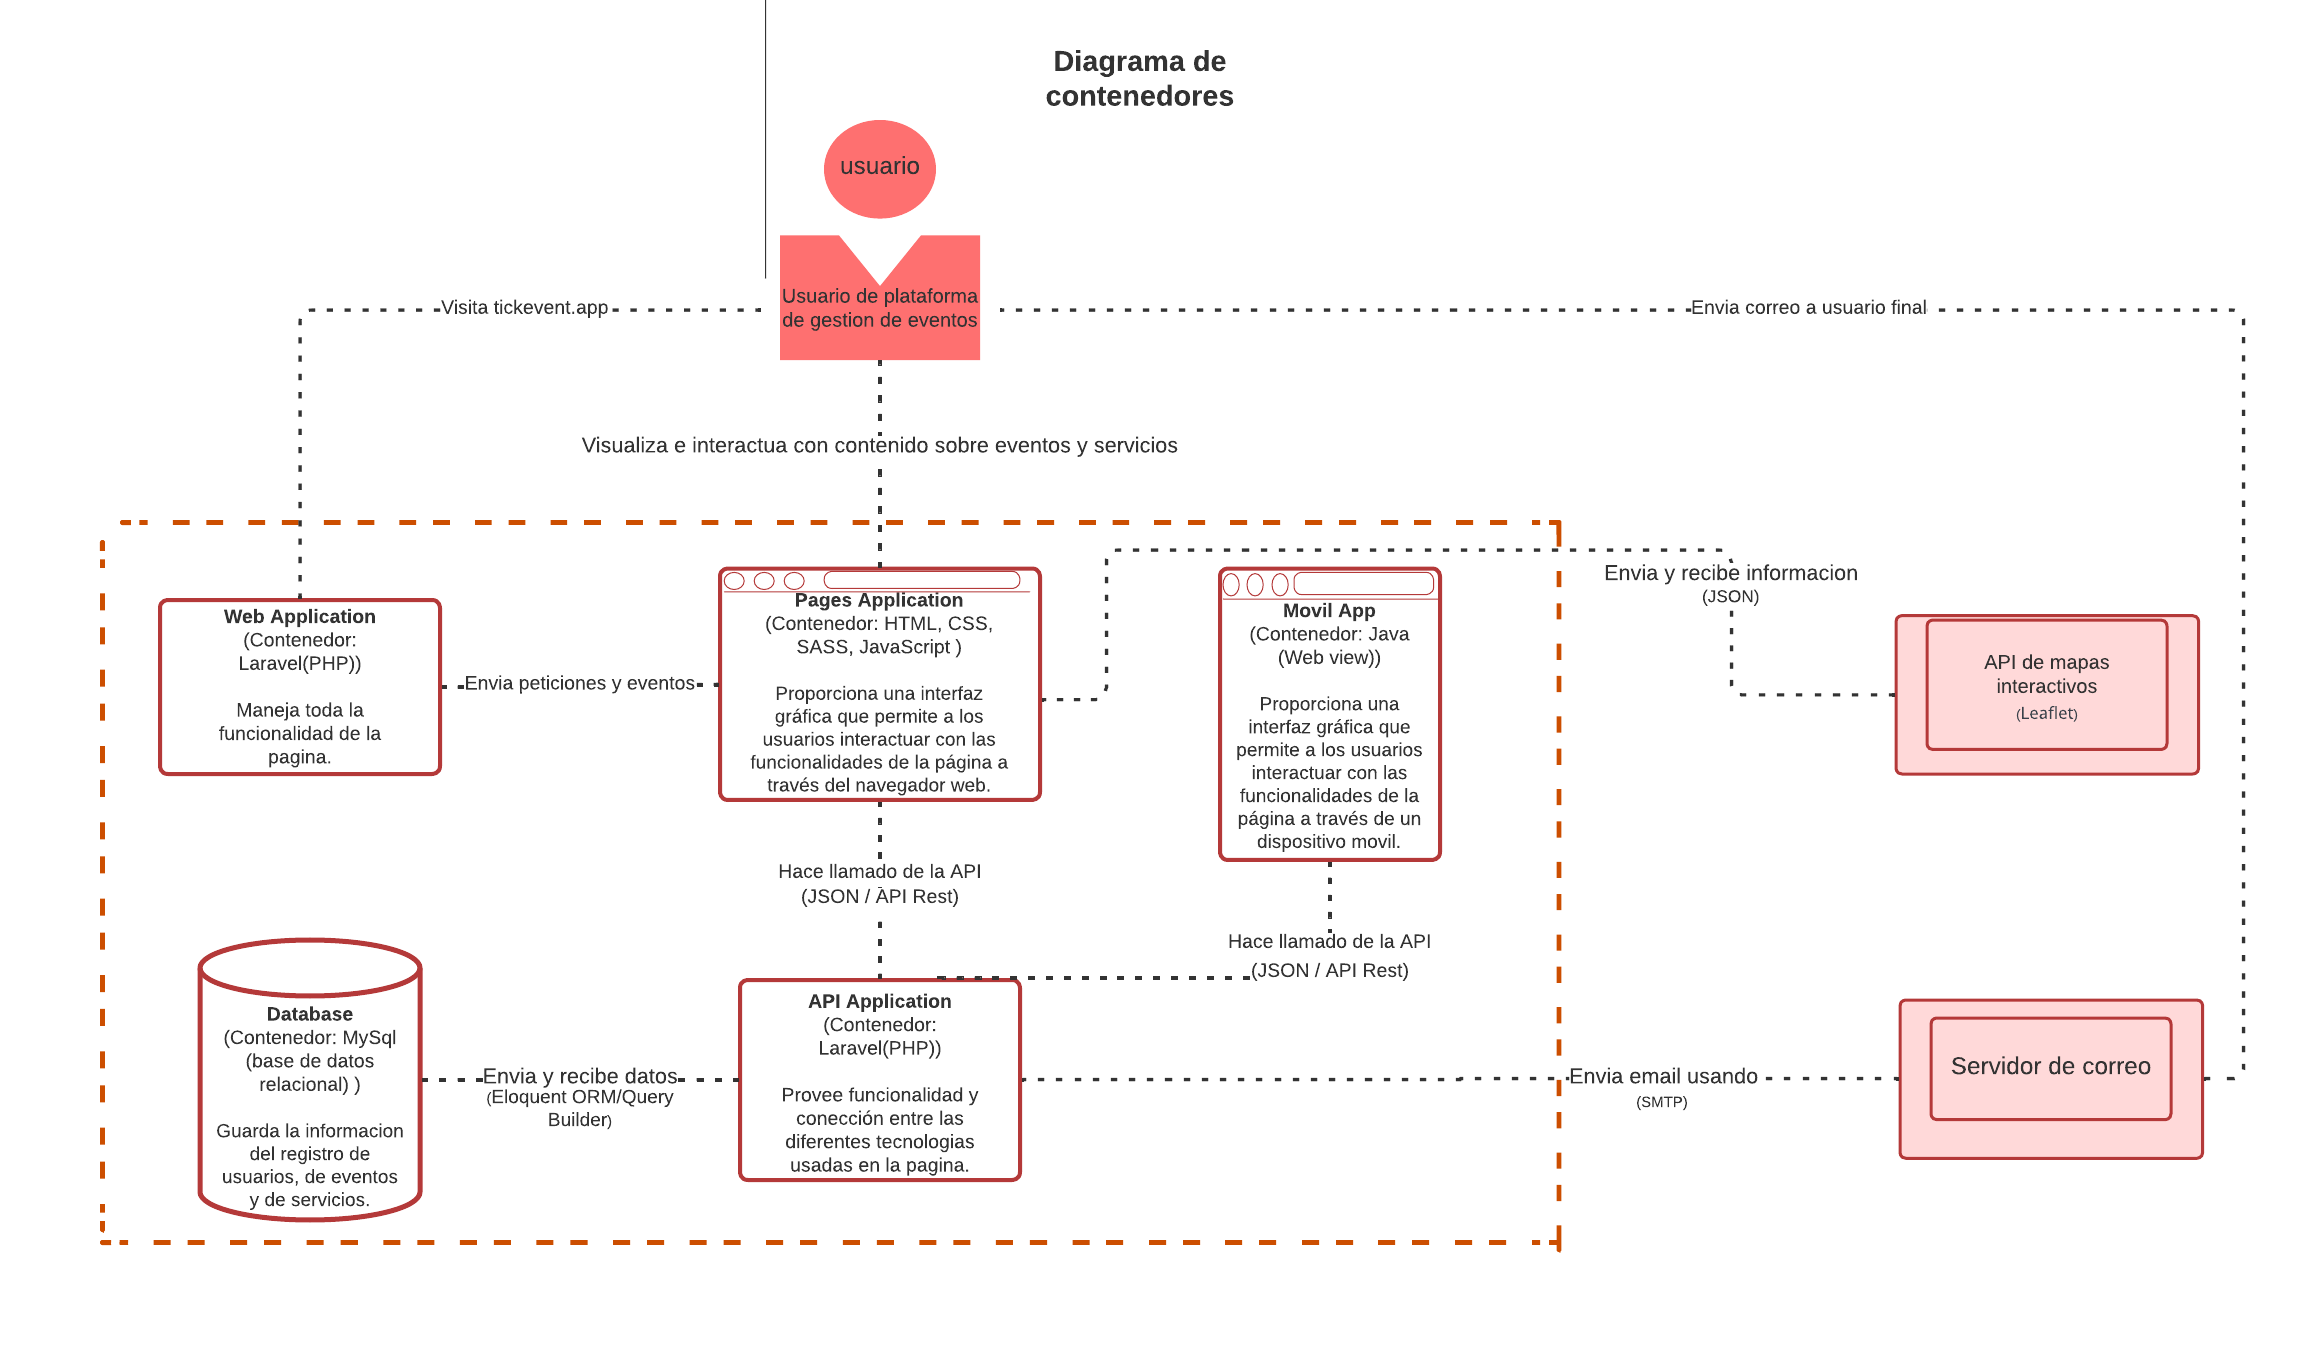 Diagrama de
contenedores
usuario
Usuario de plataforma
de gestion de eventos
Visita tickevent.app
Envia correo a usuario final
Visualiza e interactua con contenido sobre eventos y servicios
Web Application
(Contenedor:
Laravel(PHP))
Maneja toda la
funcionalidad de la
pagina.
Envia peticiones y eventos
Pages Application
(Contenedor: HTML, CSS,
SASS, JavaScript )
Proporciona una interfaz
gráfica que permite a los
usuarios interactuar con las
funcionalidades de la página a
través del navegador web.
Movil App
(Contenedor: Java
(Web view))
Proporciona una
interfaz gráfica que
permite a los usuarios
interactuar con las
funcionalidades de la
página a través de un
dispositivo movil.
Envia y recibe informacion
(JSON)
API de mapas
interactivos
(Leaflet)
Hace llamado de la API
(JSON / API Rest)
Hace llamado de la API
(JSON / API Rest)
Database
(Contenedor: MySql
(base de datos
relacional) )
Guarda la informacion
del registro de
usuarios, de eventos
y de servicios.
Envia y recibe datos
(Eloquent ORM/Query
Builder)
API Application
(Contenedor:
Laravel(PHP))
Provee funcionalidad y
conección entre las
diferentes tecnologias
usadas en la pagina.
Envia email usando
(SMTP)
Servidor de correo